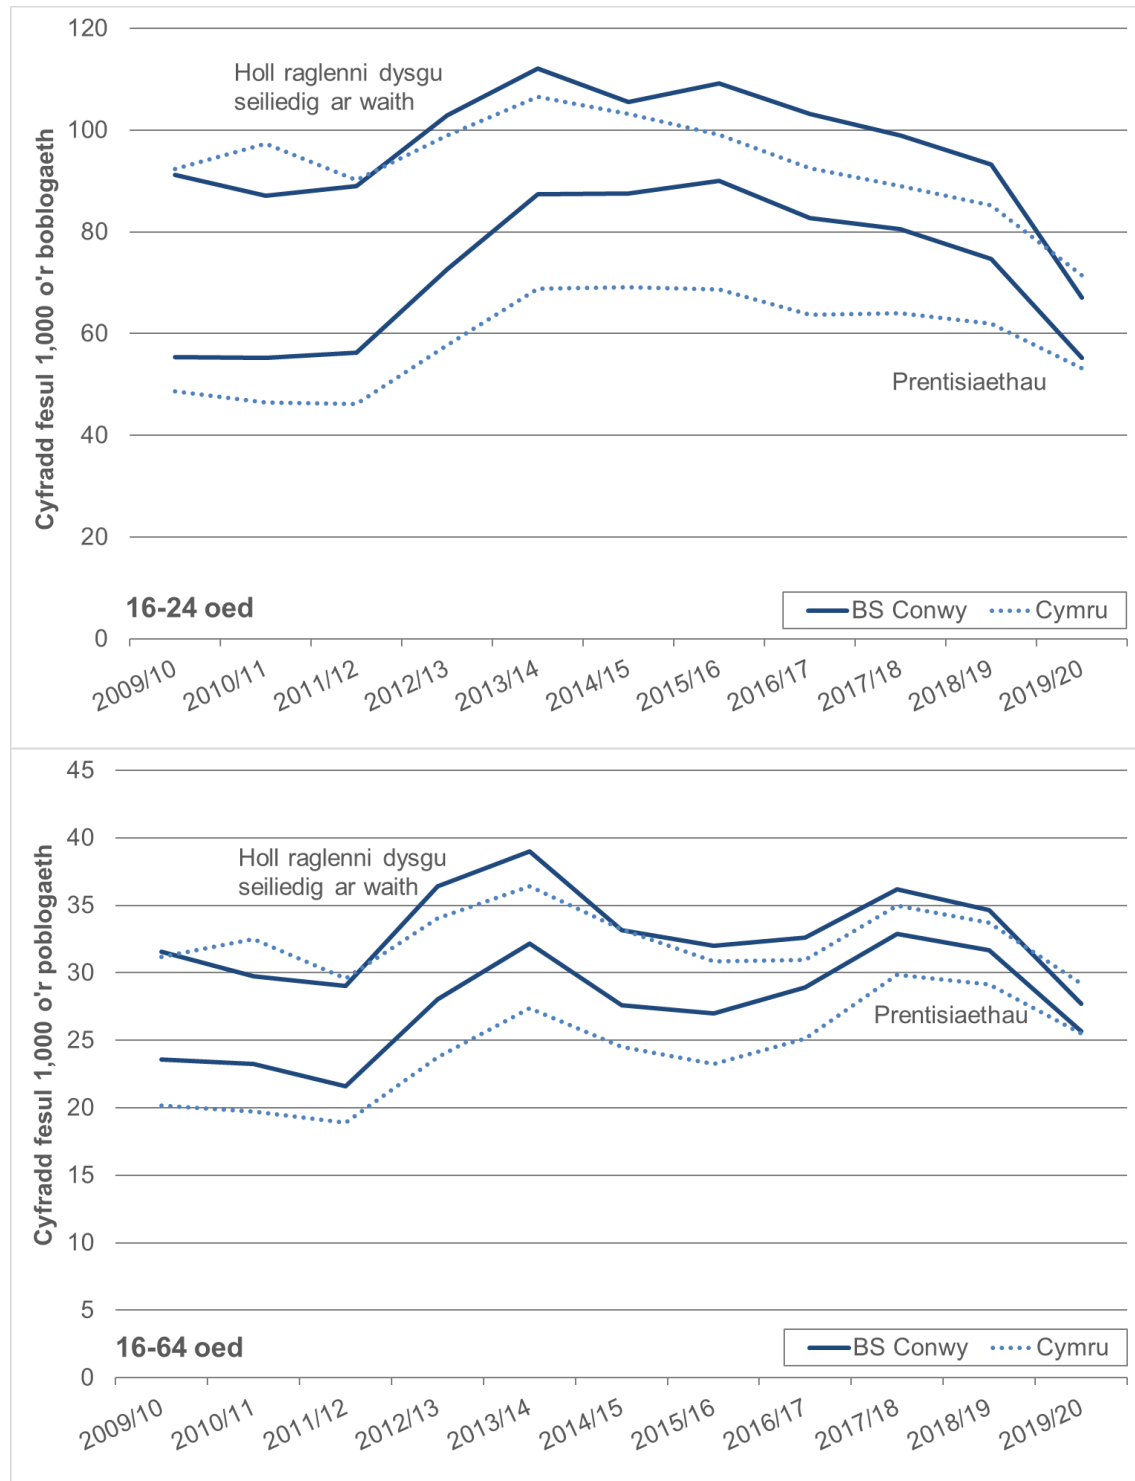 120
100
80
60
40
20
0
Cyfradd fesul 1,000 o'r boblogaeth
Holl raglenni dysgu
seiliedig ar waith
Prentisiaethau
16-24 oed
BS Conwy
Cymru
2009/10
2010/11
2011/12
2012/13
2013/14
2014/15
2015/16
2016/17
2017/18
2018/19
2019/20
45
40
35
30
25
20
15
10
5
0
Cyfradd fesul 1,000 o'r poblogaeth
Holl raglenni dysgu
seiliedig ar waith
Prentisiaethau
16-64 oed
BS Conwy
Cymru
2009/10
2010/11
2011/12
2012/13
2013/14
2014/15
2015/16
2016/17
2017/18
2018/19
2019/20